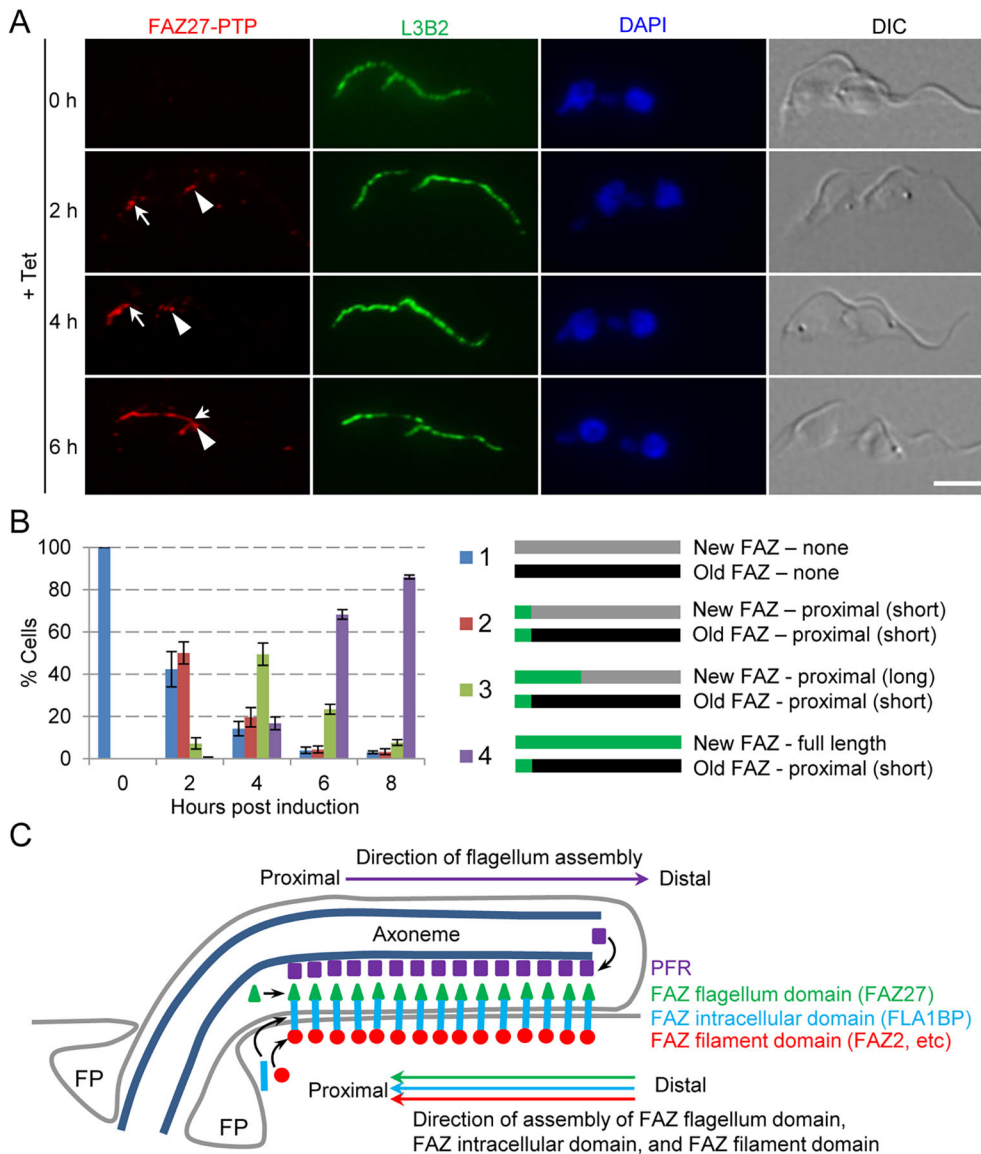 A
FAZ27-PTP
L3B2
DAPI
DIC
+ Tet
0 h
2 h
4 h
6 h
B
% Cells
100
80
60
40
20
0
0 2 4 6 8
Hours post induction
1
New FAZ – none
Old FAZ – none
2
New FAZ – proximal (short)
Old FAZ – proximal (short)
3
New FAZ - proximal (long)
Old FAZ - proximal (short)
4
New FAZ - full length
Old FAZ - proximal (short)
C
Direction of flagellum assembly
Proximal
Distal
Axoneme
PFR
FAZ flagellum domain (FAZ27)
FAZ intracellular domain (FLA1BP)
FAZ filament domain (FAZ2, etc)
FP
FP
Proximal
Distal
Direction of assembly of FAZ flagellum domain,
FAZ intracellular domain, and FAZ filament domain